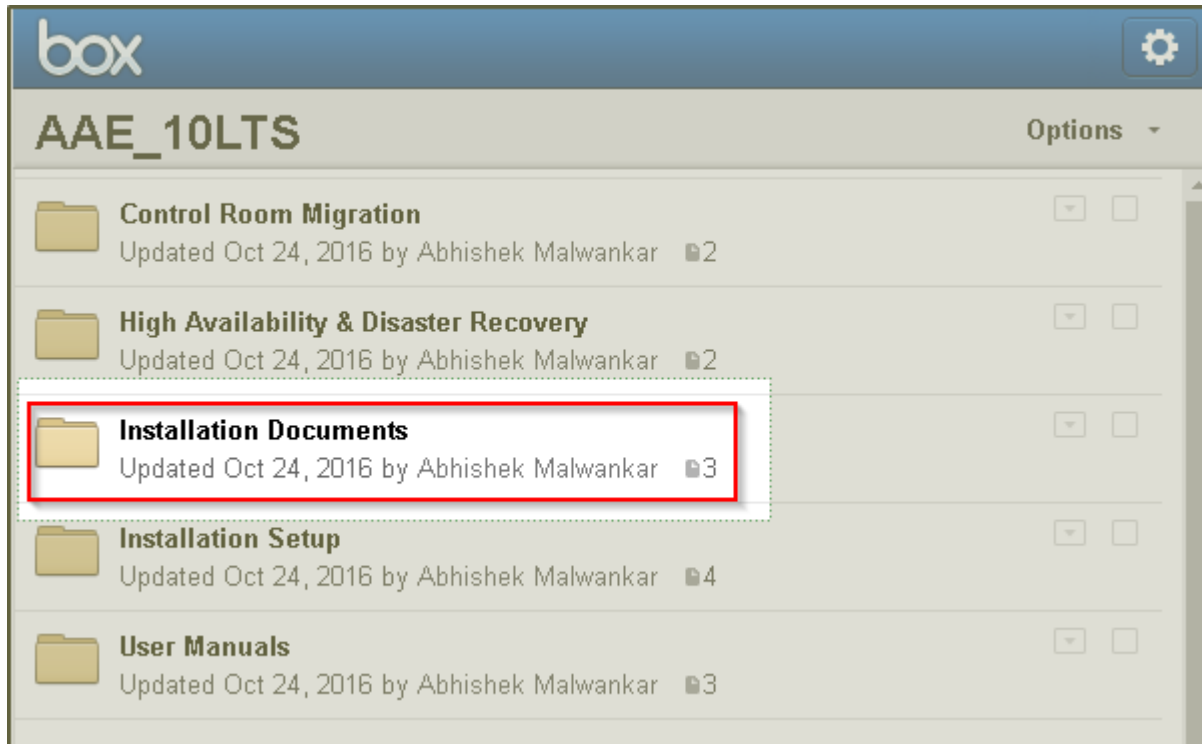 box
AAE_10LTS
Options
Control Room Migration
Updated Oct 24, 2016 by Abhishek Malwankar 2
High Availability & Disaster Recovery
Updated Oct 24, 2016 by Abhishek Malwankar 2
Installation Documents
Updated Oct 24, 2016 by Abhishek Malwankar 3
Installation Setup
Updated Oct 24, 2016 by Abhishek Malwankar 4
User Manuals
Updated Oct 24, 2016 by Abhishek Malwankar 3